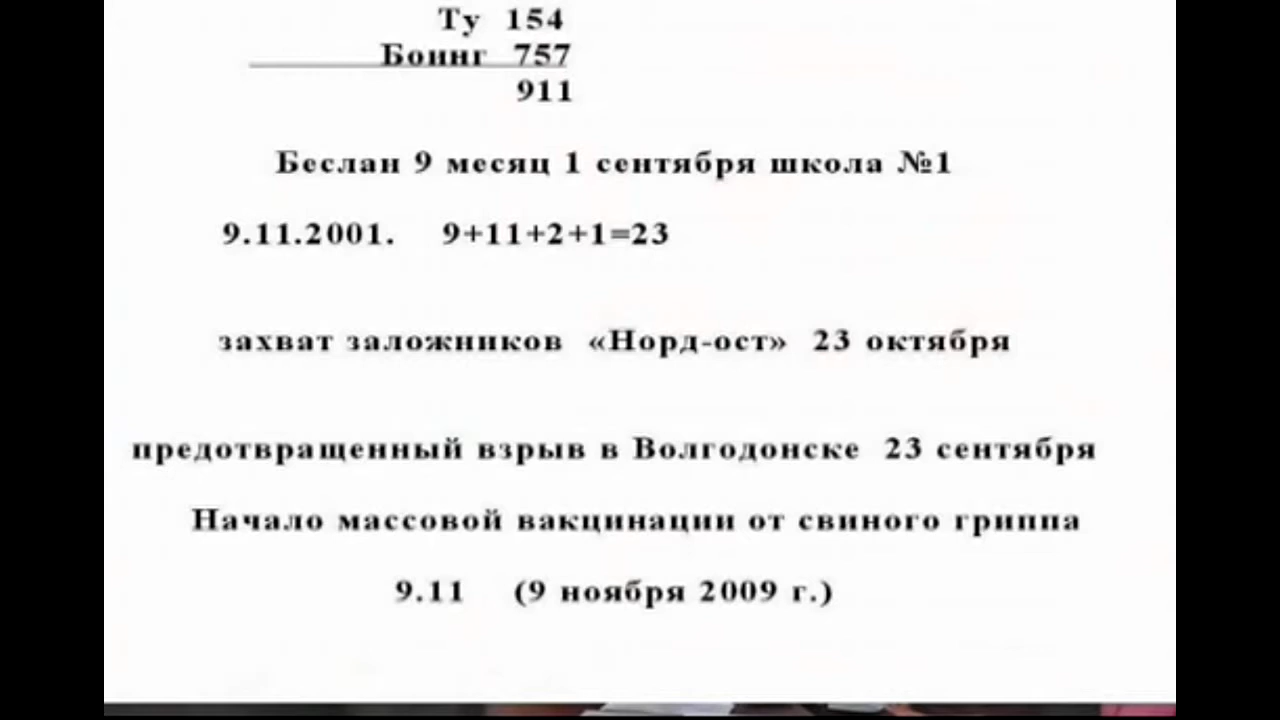 Ту 154
Боинг 757
911
Беслан 9 месяц 1 сентября школа №1
9.11.2001. 9+11+2+1=23
захват заложников «Норд-ост» 23 октября
предотвращенный взрыв в Волгодонске 23 сентября
Начало массовой вакцинации от свиного гриппа
9.11 (9 ноября 2009 г.)